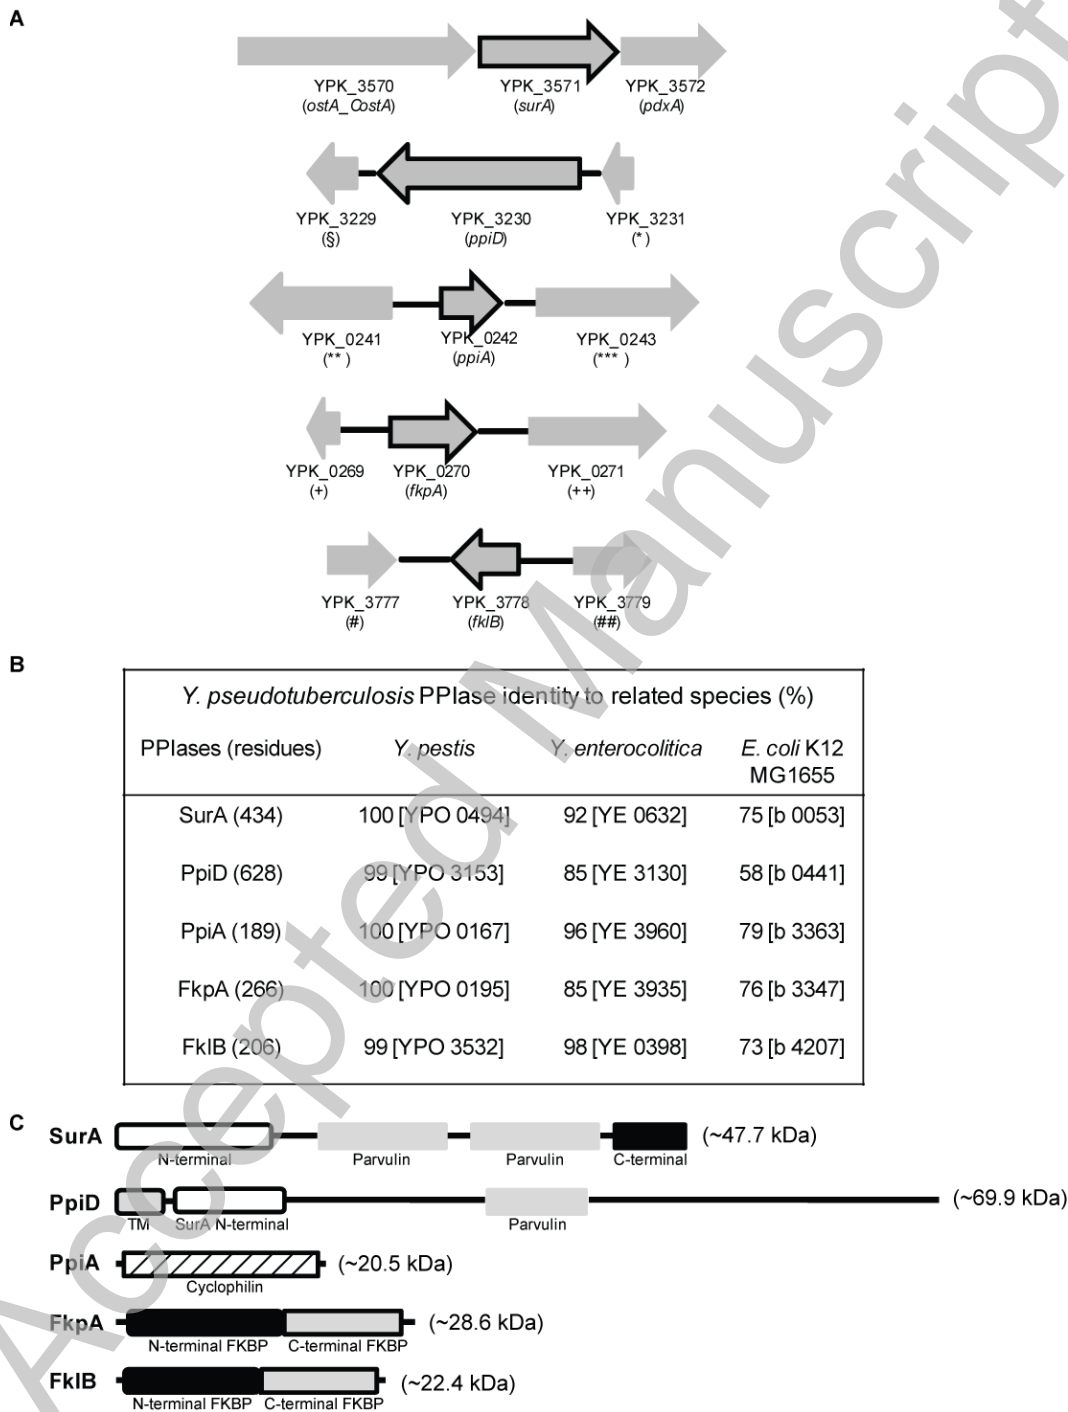 A
YPK_3570 YPK_3571 YPK_3572
(ostA_CostA) (surA) (pdxA)
YPK_3229 YPK_3230 YPK_3231
(§) (ppiD) (*)
YPK_0241 YPK_0242 YPK_0243
(** ) (ppiA) (*** )
YPK_0269 YPK_0270 YPK_0271
(+) (fkpA) (++)
YPK_3777 YPK_3778 YPK_3779
(#) (fklB) (##)
B
Y. pseudotuberculosis PPIase identity to related species (%)
PPIases (residues) Y. pestis Y. enterocolitica E. coli K12
MG1655
SurA (434) 100 [YPO 0494] 92 [YE 0632] 75 [b 0053]
PpiD (628) 99 [YPO 3153] 85 [YE 3130] 58 [b 0441]
PpiA (189) 100 [YPO 0167] 96 [YE 3960] 79 [b 3363]
FkpA (266) 100 [YPO 0195] 85 [YE 3935] 76 [b 3347]
FklB (206) 99 [YPO 3532] 98 [YE 0398] 73 [b 4207]
C
SurA (~47.7 kDa)
N-terminal Parvulin Parvulin C-terminal
PpiD (~69.9 kDa)
TM SurA N-terminal Parvulin
PpiA (~20.5 kDa)
Cyclophilin
FkpA (~28.6 kDa)
N-terminal FKBP C-terminal FKBP
FklB (~22.4 kDa)
N-terminal FKBP C-terminal FKBP
Accepted Manuscript